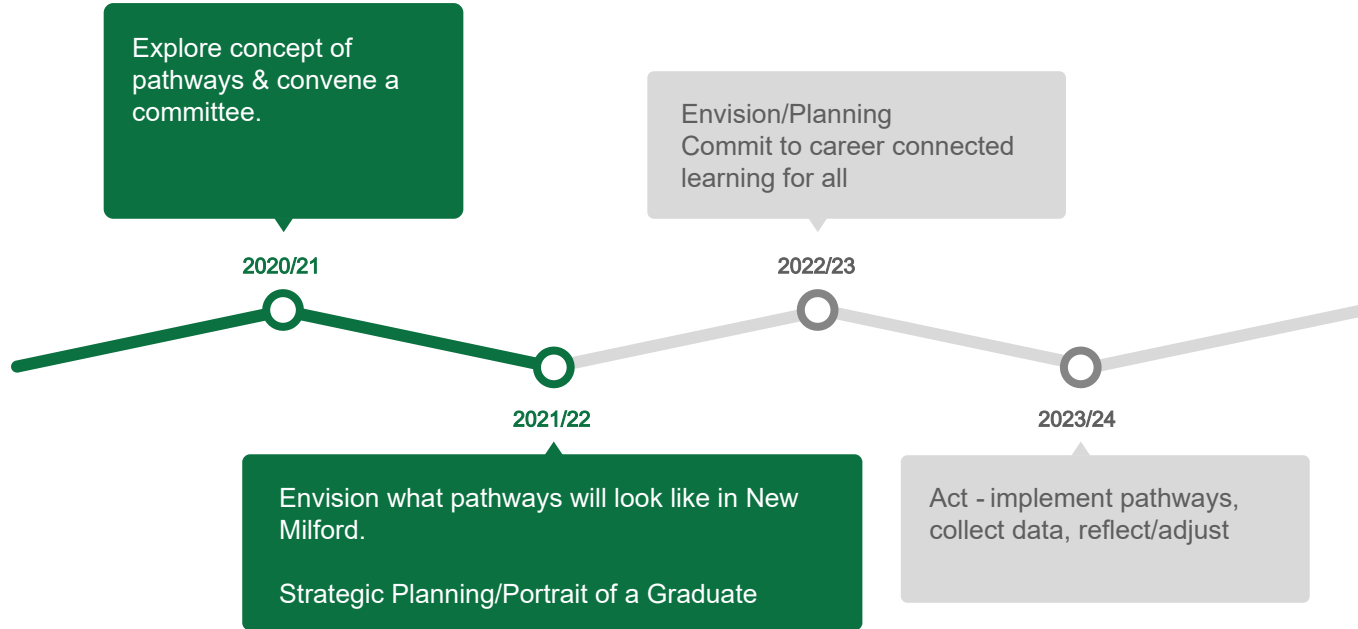 Explore concept of
pathways & convene a
committee.
2020/21
Envision/Planning
Commit to career connected
learning for all
2022/23
2021/22
Envision what pathways will look like in New
Milford.
Strategic Planning/Portrait of a Graduate
2023/24
Act - implement pathways,
collect data, reflect/adjust